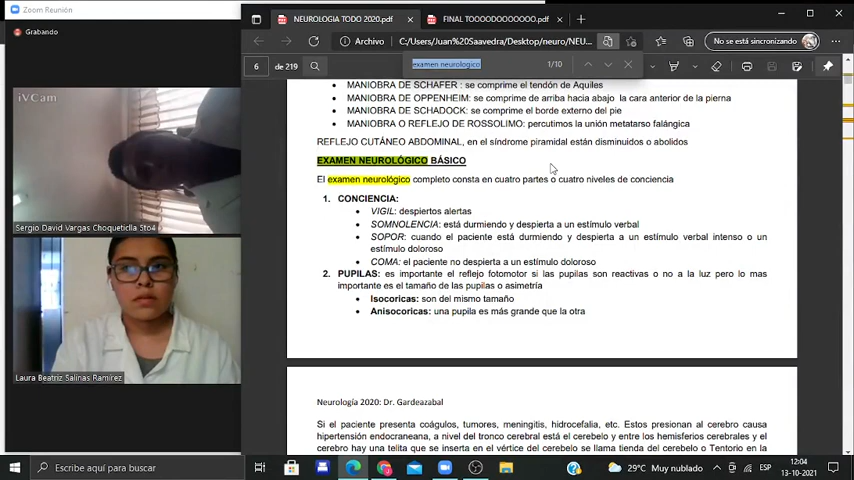 Zoom Reunión
Grabando
iVCam
Sergio David Vargas Choqueticlla 5to4
Laura Beatriz Salinas Ramirez
NEUROLOGIA TODO 2020.pdf
FINAL TOOOOOOOOOOO.pdf
Archivo
C:/Users/Juan%20Saavedra/Desktop/neuro/NEU...
No se está sincronizando
6 de 219
examen neurologico 1/10
MANIOBRA DE SCHAFER : se comprime el tendón de Aquiles
MANIOBRA DE OPPENHEIM: se comprime de arriba hacia abajo la cara anterior de la pierna
MANIOBRA DE SCHADOCK: se comprime el borde externo del pie
MANIOBRA O REFLEJO DE ROSSOLIMO: percutimos la unión metatarso falángica
REFLEJO CUTÁNEO ABDOMINAL, en el síndrome piramidal están disminuidos o abolidos
EXAMEN NEUROLÓGICO BÁSICO
El examen neurológico completo consta en cuatro partes o cuatro niveles de conciencia
1. CONCIENCIA:
VIGIL: despiertos alertas
SOMNOLENCIA: está durmiendo y despierta a un estímulo verbal
SOPOR: cuando el paciente está durmiendo y despierta a un estímulo verbal intenso o un
estímulo doloroso
COMA: el paciente no despierta a un estímulo doloroso
2. PUPILAS: es importante el reflejo fotomotor si las pupilas son reactivas o no a la luz pero lo mas
importante es el tamaño de las pupilas o asimetría
Isocoricas: son del mismo tamaño
Anisocoricas: una pupila es más grande que la otra
Neurología 2020: Dr. Gardeazabal
Si el paciente presenta coágulos, tumores, meningitis, hidrocefalia, etc. Estos presionan al cerebro causa
hipertensión endocraneana, a nivel del tronco cerebral está el cerebelo y entre los hemisferios cerebrales y el
cerebro hay una telita que se inserta en el vértice del cerebelo se llama tienda del cerebelo o Tentorio en la
Escribe aquí para buscar
29°C Muy nublado
ESP
12:04
13-10-2021